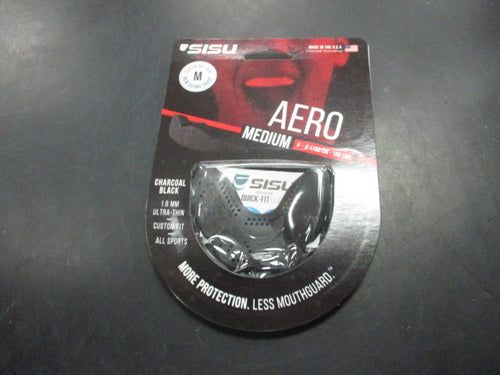 SISU
MADE IN THE U.S.A.
M
AERO
MEDIUM
CHARCOAL
BLACK
1.6 MM
ULTRA-THIN
CUSTOM FIT
ALL SPORTS
SISU
QUICK-FIT
MORE PROTECTION. LESS MOUTHGUARD.™